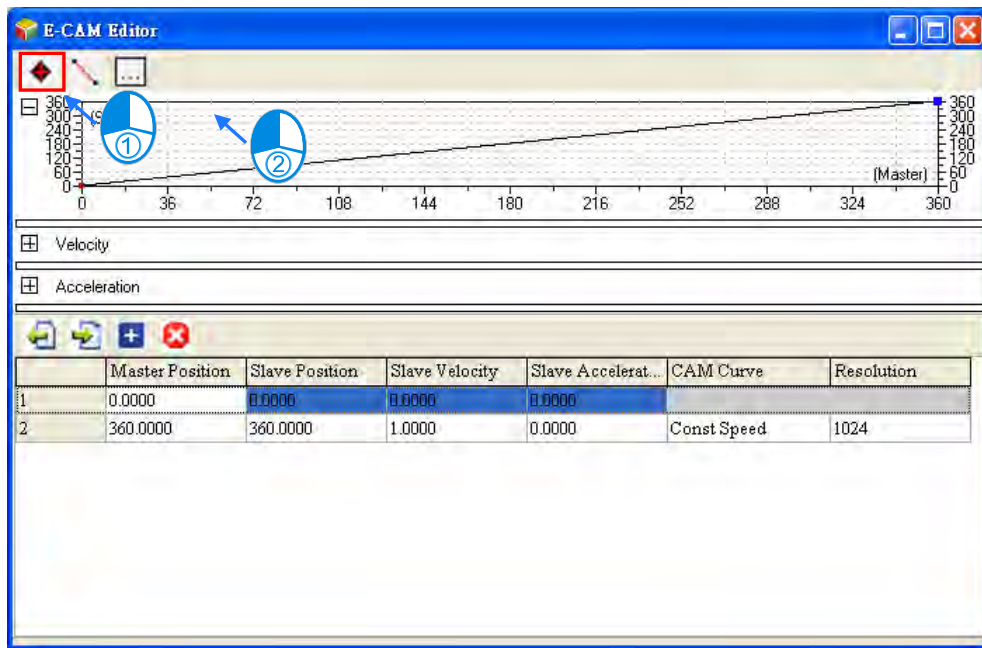 E-CAM Editor
...
360
300
240
180
120
60
0
(S
①
②
(Master)
360
300
240
180
120
60
0
0 36 72 108 144 180 216 252 288 324 360
Velocity
Acceleration
Master Position Slave Position Slave Velocity Slave Accelerat... CAM Curve Resolution
1 0.0000 0.0000 0.0000 0.0000
2 360.0000 360.0000 1.0000 0.0000 Const Speed 1024